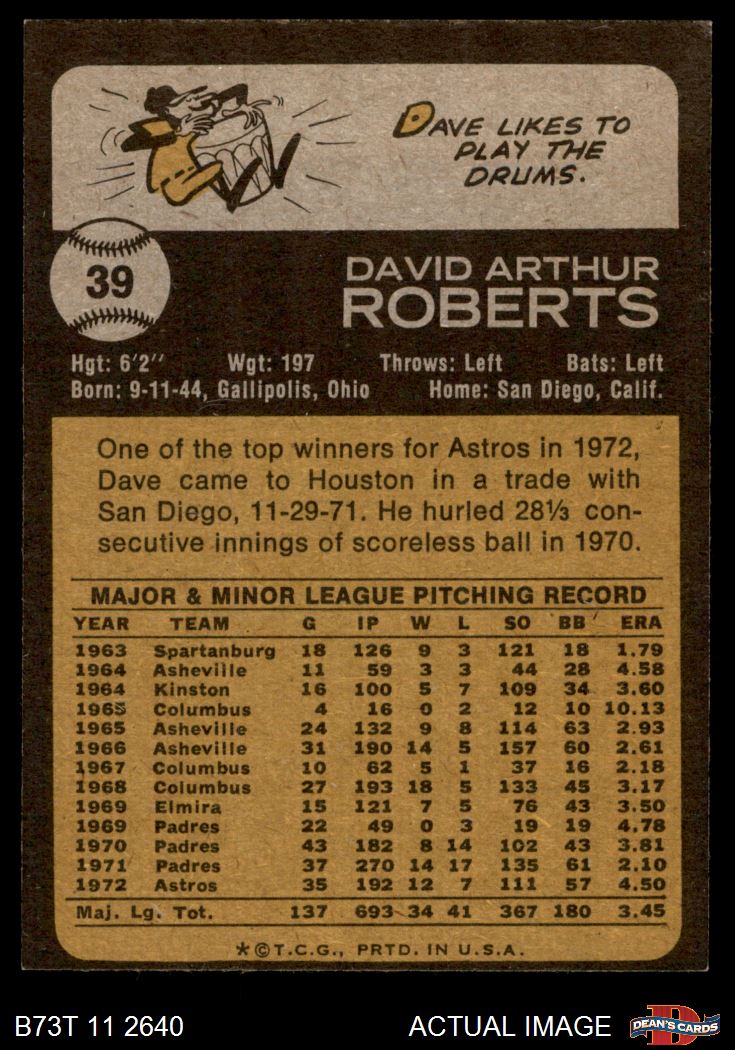 DAVE LIKES TO
PLAY THE
DRUMS.
39
DAVID ARTHUR
ROBERTS
Hgt: 6'2'' Wgt: 197 Throws: Left Bats: Left
Born: 9-11-44, Gallipolis, Ohio Home: San Diego, Calif.
One of the top winners for Astros in 1972,
Dave came to Houston in a trade with
San Diego, 11-29-71. He hurled 28⅓ con-
secutive innings of scoreless ball in 1970.
MAJOR & MINOR LEAGUE PITCHING RECORD
YEAR TEAM G IP W L SO BB ERA
1963 Spartanburg 18 126 9 3 121 18 1.79
1964 Asheville 11 59 3 3 44 28 4.58
1964 Kinston 16 100 5 7 109 34 3.60
1965 Columbus 4 16 0 2 12 10 10.13
1965 Asheville 24 132 9 8 114 63 2.93
1966 Asheville 31 190 14 5 157 60 2.61
1967 Columbus 10 62 5 1 37 16 2.18
1968 Columbus 27 193 18 5 133 45 3.17
1969 Elmira 15 121 7 5 76 43 3.50
1969 Padres 22 49 0 3 19 19 4.78
1970 Padres 43 182 8 14 102 43 3.81
1971 Padres 37 270 14 17 135 61 2.10
1972 Astros 35 192 12 7 111 57 4.50
Maj. Lg. Tot. 137 693 34 41 367 180 3.45
*©T.C.G., PRTD. IN U.S.A.
B73T 11 2640 ACTUAL IMAGE D DEAN'S CARDS